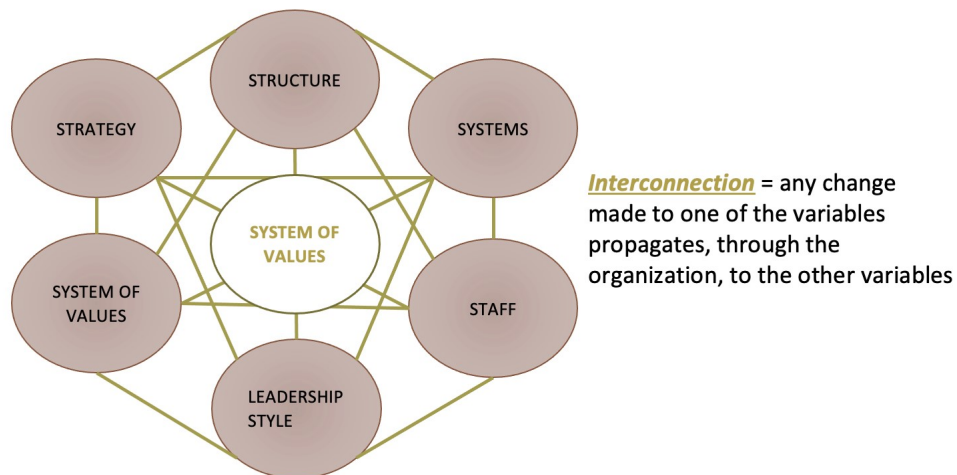 STRUCTURE
STRATEGY
SYSTEMS
SYSTEM OF
VALUES
SYSTEM OF
VALUES
STAFF
LEADERSHIP
STYLE
Interconnection = any change
made to one of the variables
propagates, through the
organization, to the other variables